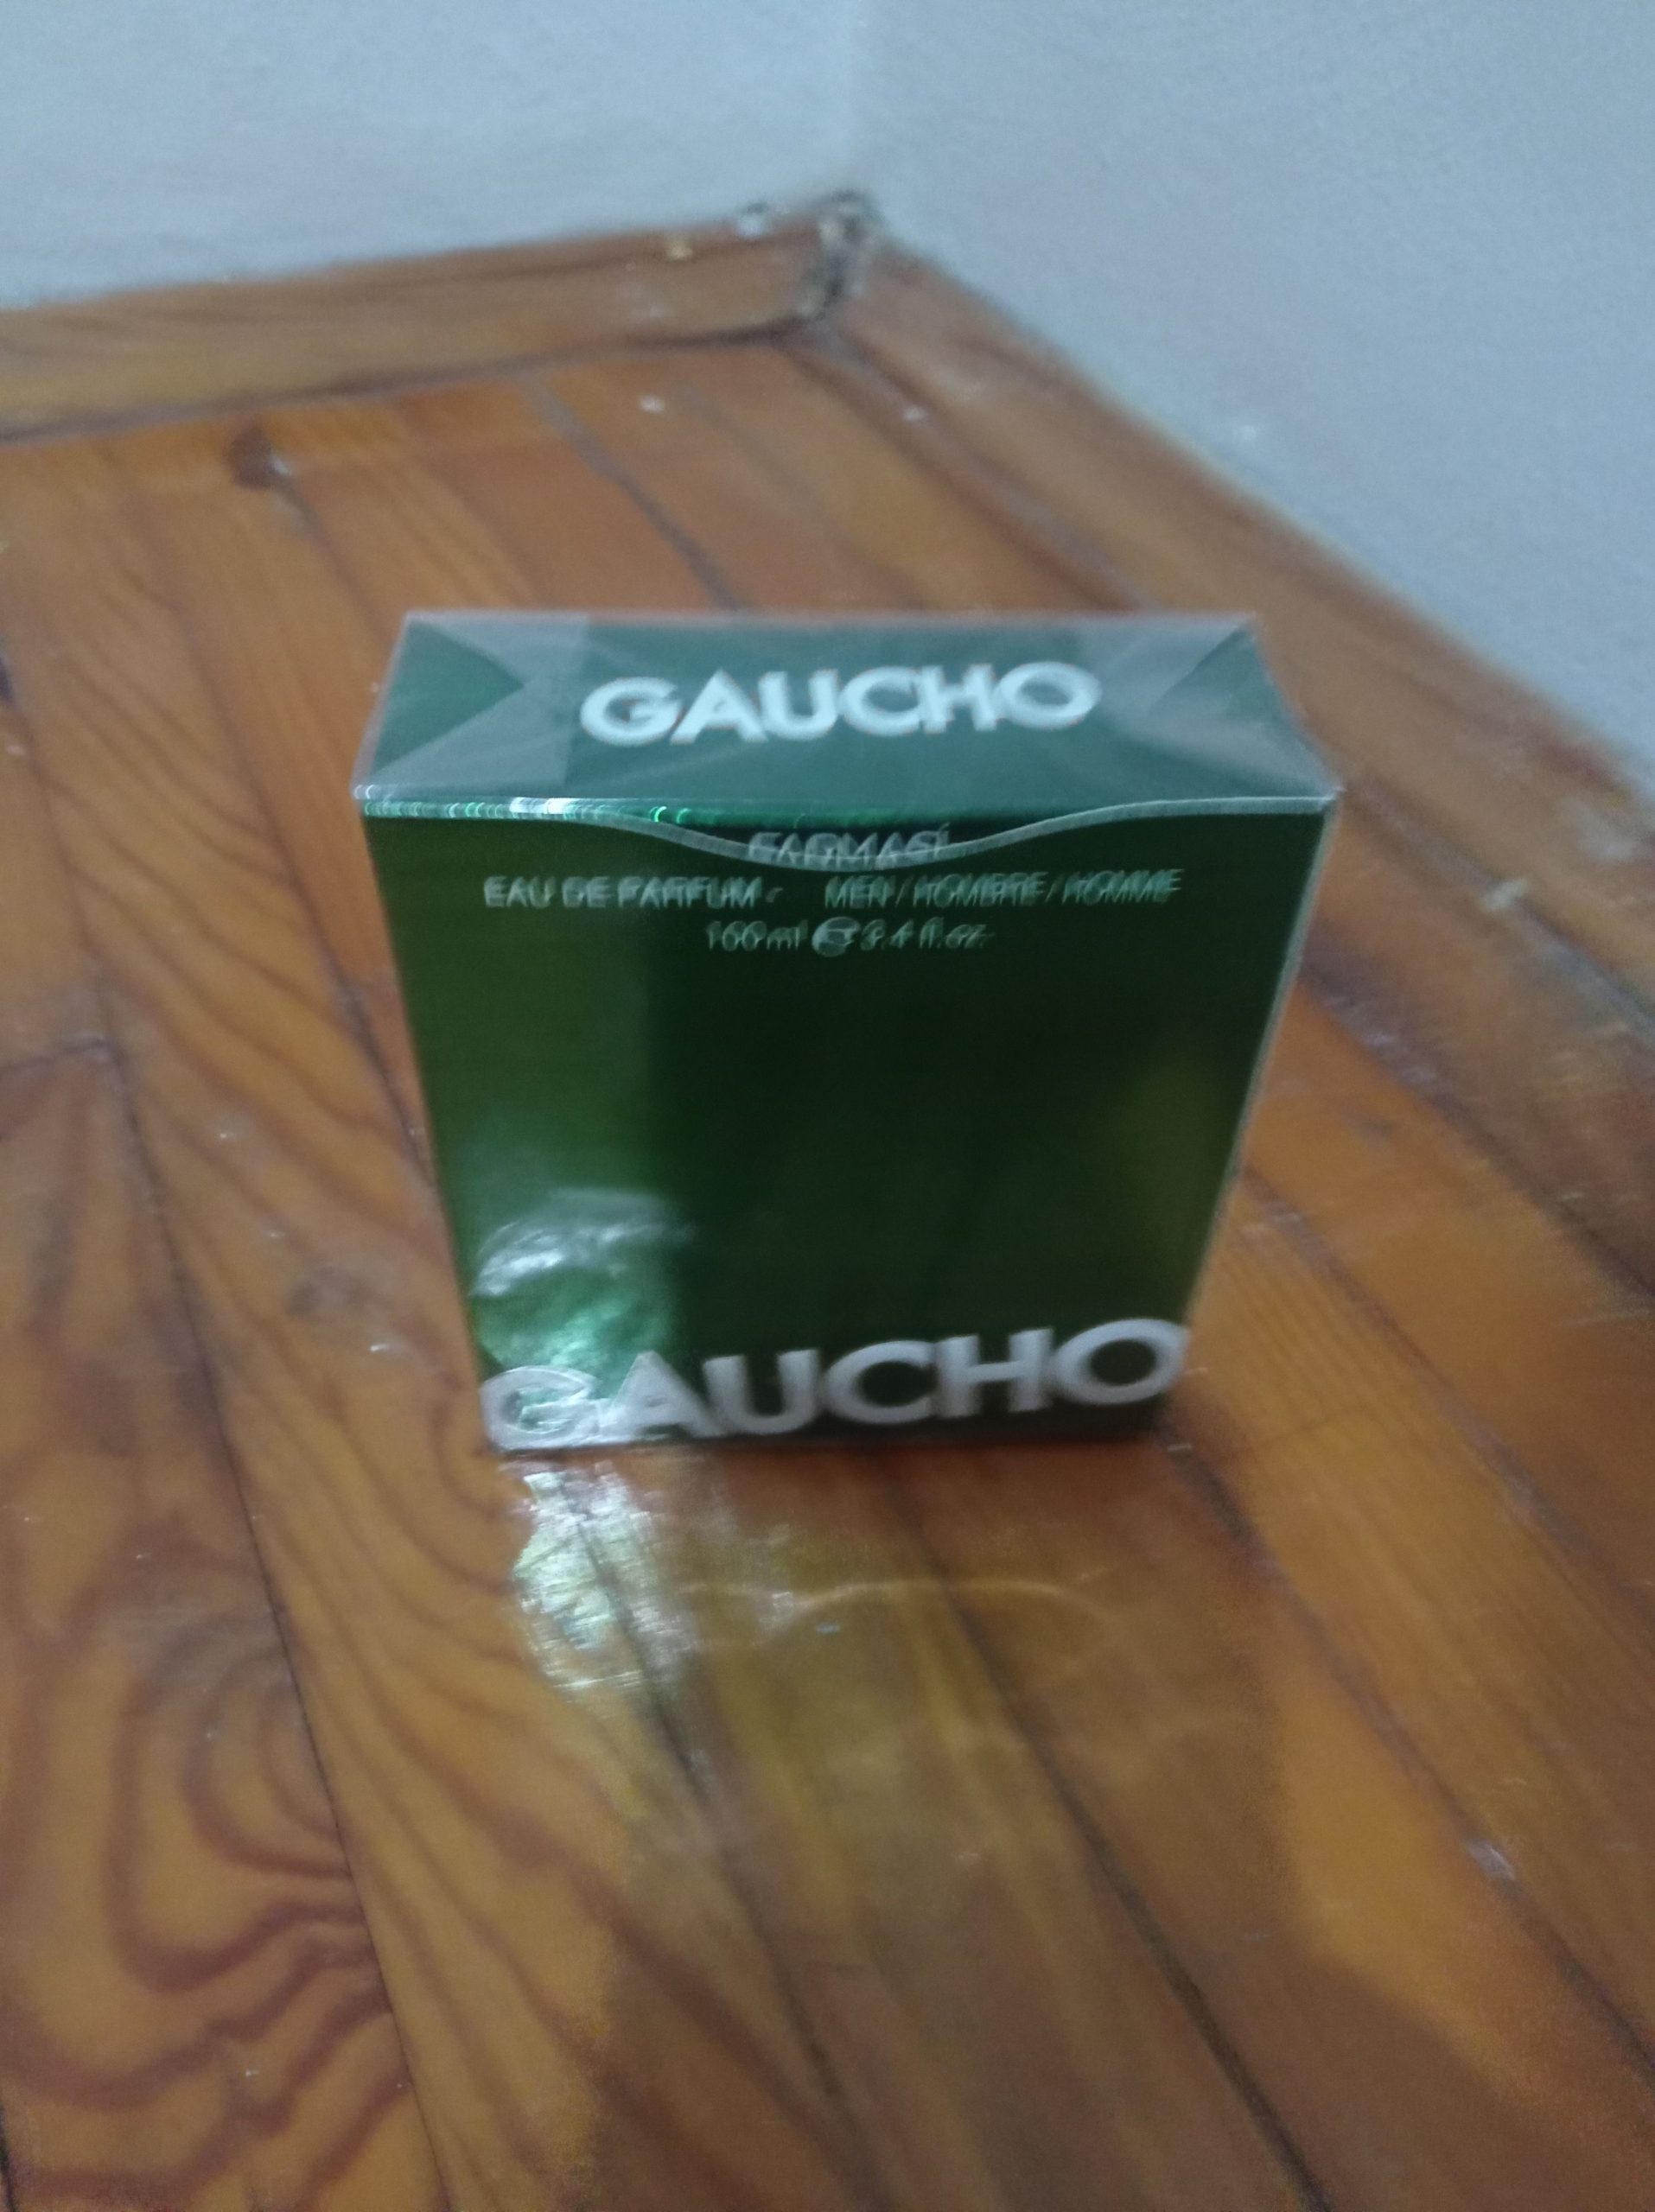 GAUCHO
FARMASİ
EAU DE PARFUM - MEN / HOMBRE / HOMME
100 ml ℮ 3.4 fl.oz.
GAUCHO